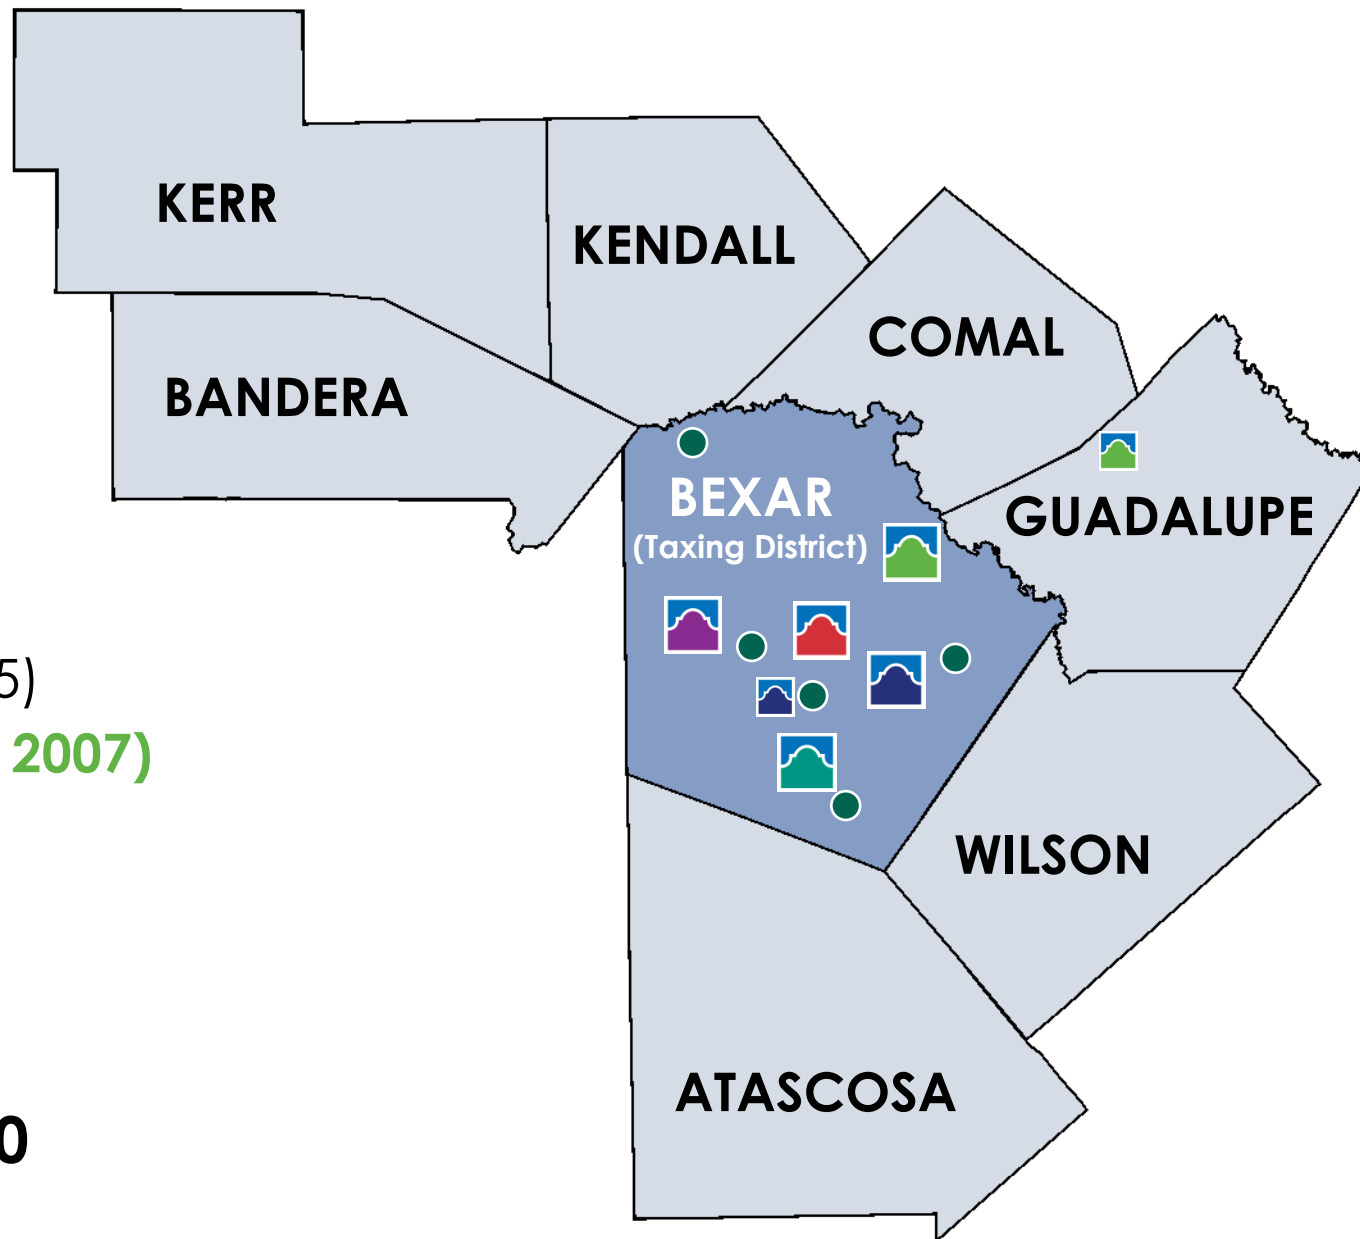 KERR
KENDALL
COMAL
BANDERA
BEXAR
(Taxing District)
GUADALUPE
5)
2007)
WILSON
ATASCOSA
0